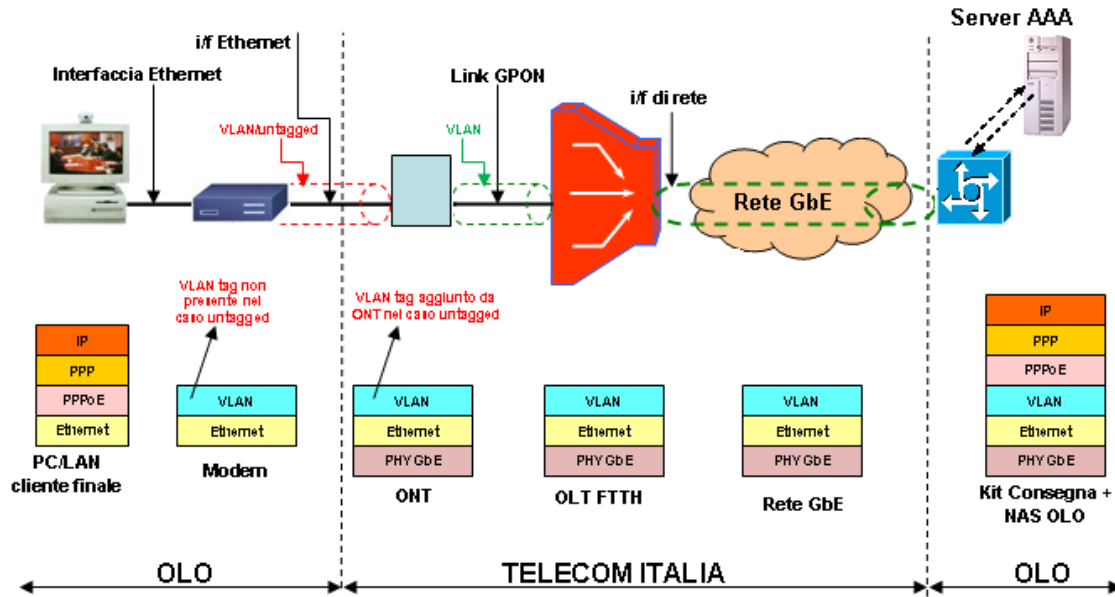 Server AAA
i/f Ethernet
Interfaccia Ethernet
Link GPON
i/f di rete
VLAN/untagged
VLAN
Rete GbE
VLAN tag non
presente nel
caso untagged
VLAN tag aggiunto da
ONT nel caso untagged
IP
PPP
PPPoE
Ethernet
PC/LAN
cliente finale
VLAN
Ethernet
Modem
VLAN
Ethernet
PHY GbE
ONT
VLAN
Ethernet
PHY GbE
OLT FTTH
VLAN
Ethernet
PHY GbE
Rete GbE
IP
PPP
PPPoE
VLAN
Ethernet
PHY GbE
Kit Consegna +
NAS OLO
OLO
TELECOM ITALIA
OLO